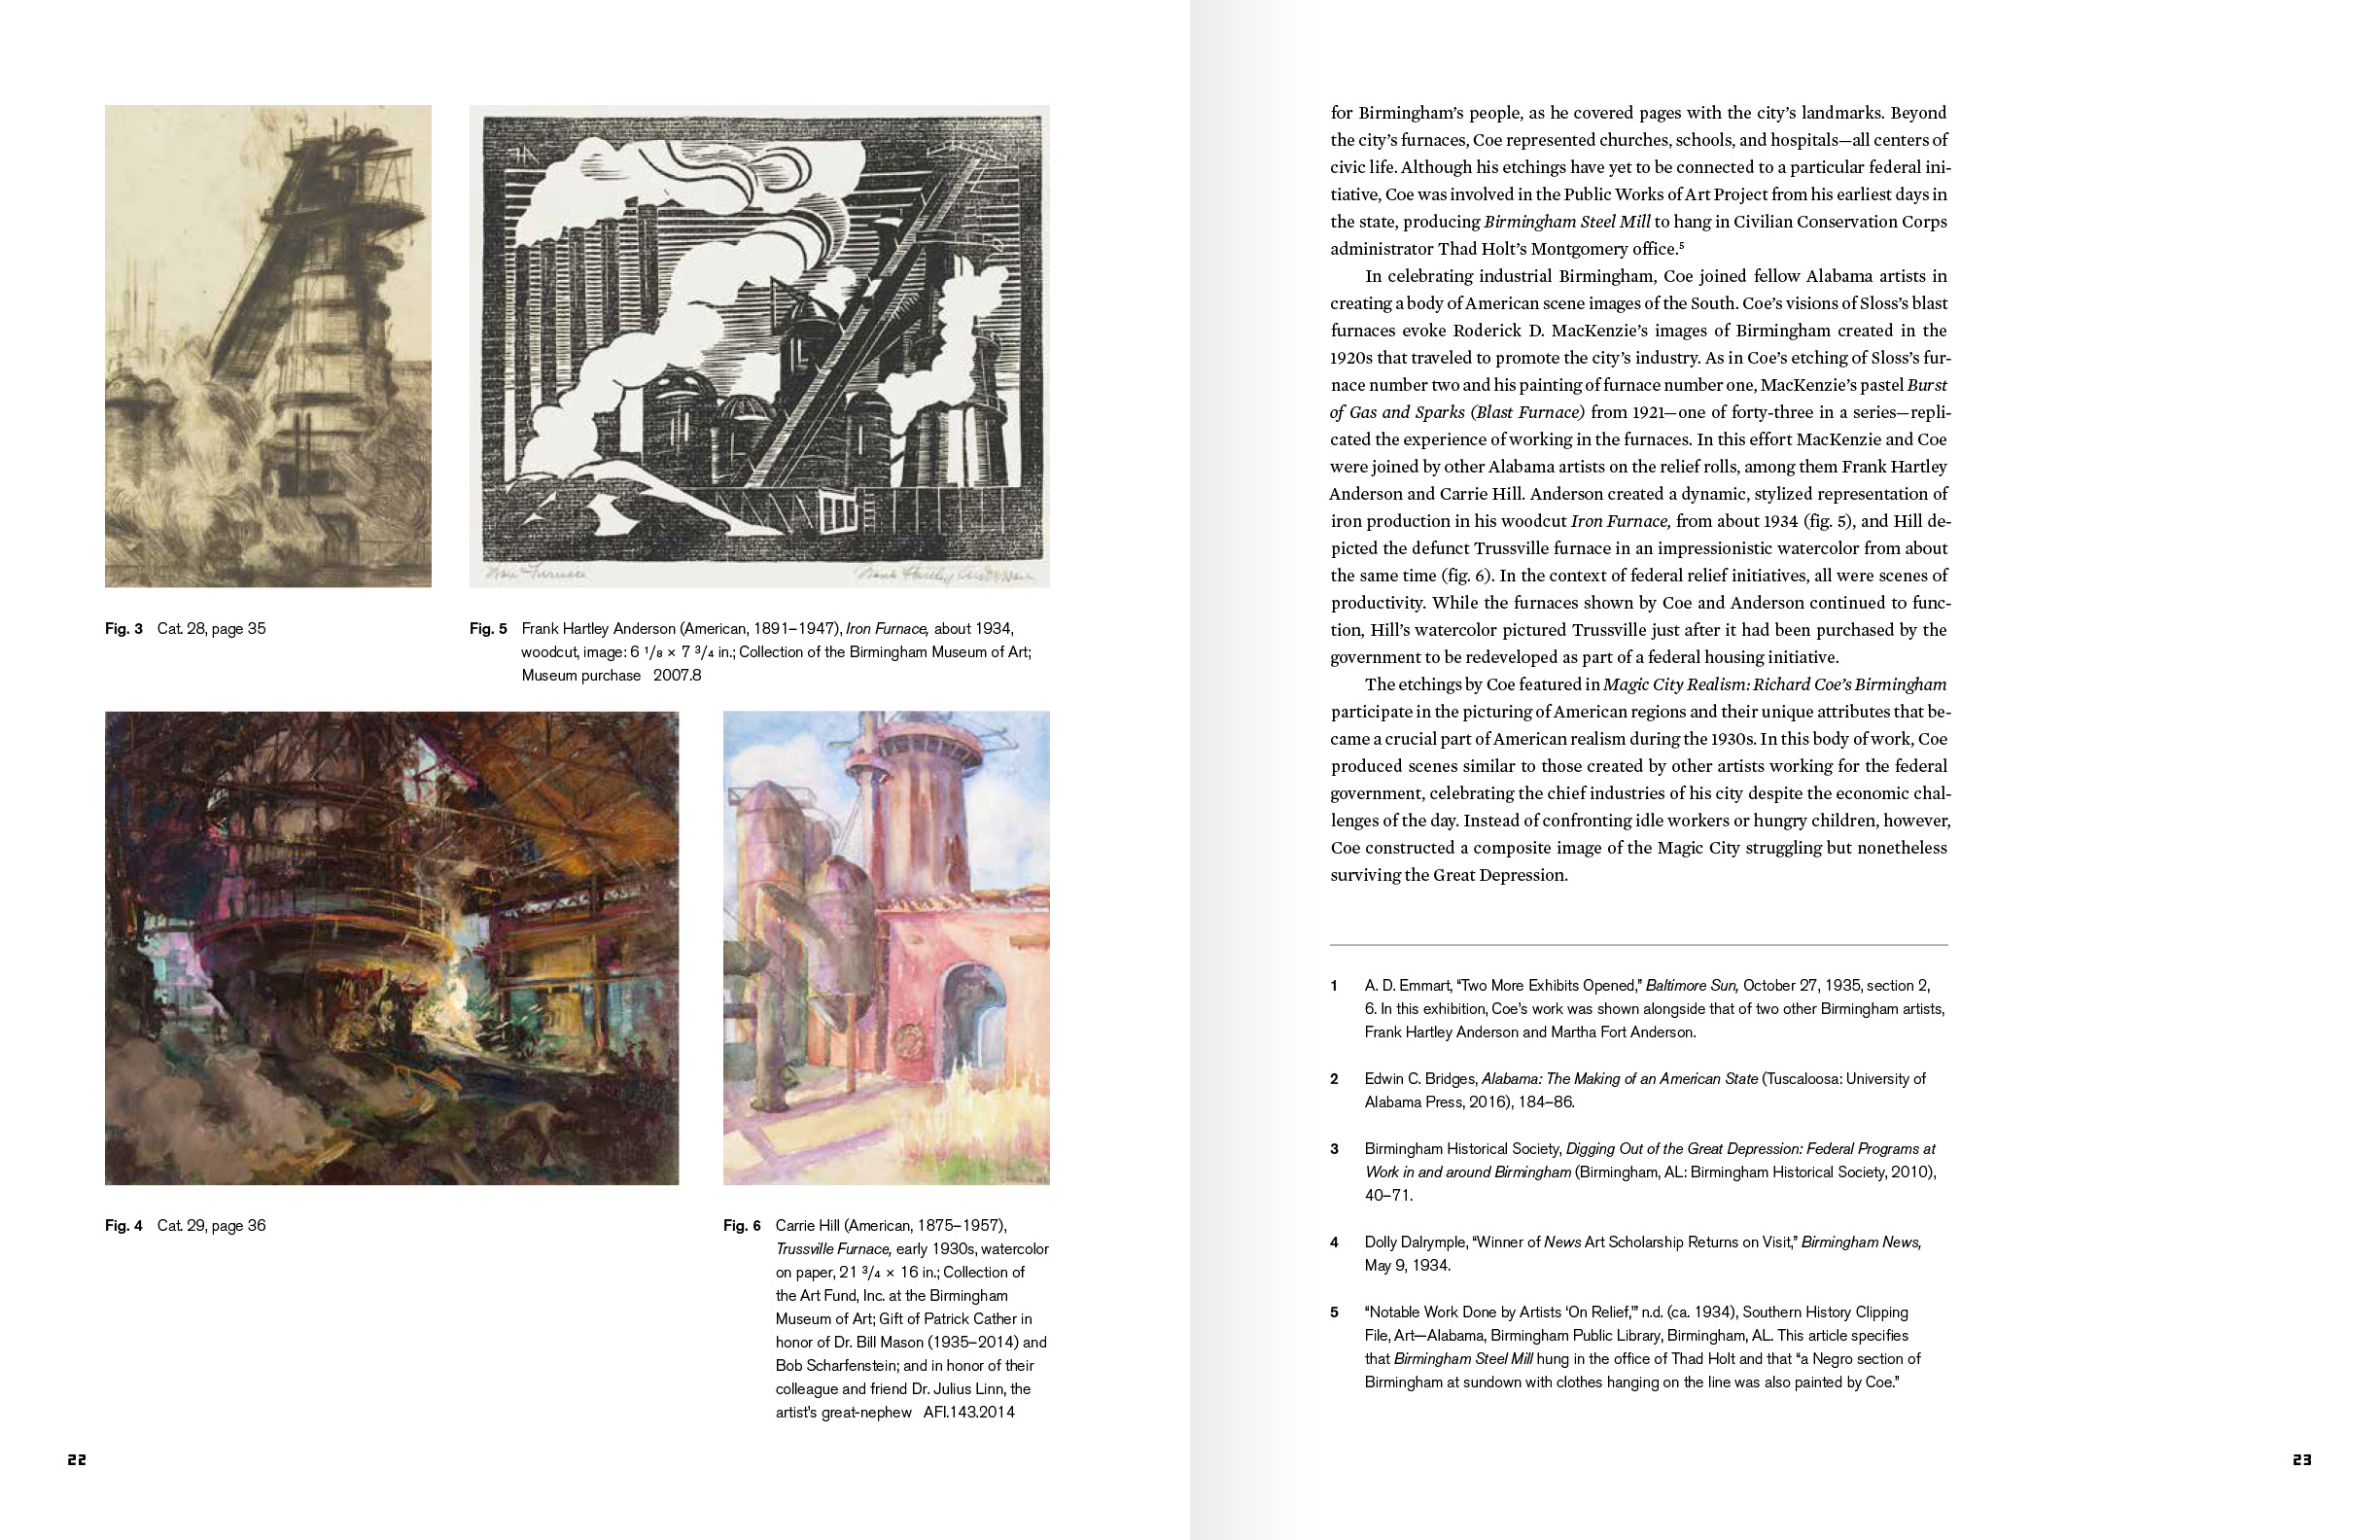 Iron Furnace
Frank Hartley Anderson
Fig. 3 Cat. 28, page 35
Fig. 5 Frank Hartley Anderson (American, 1891–1947), Iron Furnace, about 1934,
woodcut, image: 6 1/8 × 7 3/4 in.; Collection of the Birmingham Museum of Art;
Museum purchase 2007.8
Fig. 4 Cat. 29, page 36
Fig. 6 Carrie Hill (American, 1875–1957),
Trussville Furnace, early 1930s, watercolor
on paper, 21 3/4 × 16 in.; Collection of
the Art Fund, Inc. at the Birmingham
Museum of Art; Gift of Patrick Cather in
honor of Dr. Bill Mason (1935–2014) and
Bob Scharfenstein; and in honor of their
colleague and friend Dr. Julius Linn, the
artist's great-nephew AFI.143.2014
22
for Birmingham's people, as he covered pages with the city's landmarks. Beyond
the city's furnaces, Coe represented churches, schools, and hospitals—all centers of
civic life. Although his etchings have yet to be connected to a particular federal ini-
tiative, Coe was involved in the Public Works of Art Project from his earliest days in
the state, producing Birmingham Steel Mill to hang in Civilian Conservation Corps
administrator Thad Holt's Montgomery office.5
In celebrating industrial Birmingham, Coe joined fellow Alabama artists in
creating a body of American scene images of the South. Coe's visions of Sloss's blast
furnaces evoke Roderick D. MacKenzie's images of Birmingham created in the
1920s that traveled to promote the city's industry. As in Coe's etching of Sloss's fur-
nace number two and his painting of furnace number one, MacKenzie's pastel Burst
of Gas and Sparks (Blast Furnace) from 1921—one of forty-three in a series—repli-
cated the experience of working in the furnaces. In this effort MacKenzie and Coe
were joined by other Alabama artists on the relief rolls, among them Frank Hartley
Anderson and Carrie Hill. Anderson created a dynamic, stylized representation of
iron production in his woodcut Iron Furnace, from about 1934 (fig. 5), and Hill de-
picted the defunct Trussville furnace in an impressionistic watercolor from about
the same time (fig. 6). In the context of federal relief initiatives, all were scenes of
productivity. While the furnaces shown by Coe and Anderson continued to func-
tion, Hill's watercolor pictured Trussville just after it had been purchased by the
government to be redeveloped as part of a federal housing initiative.
The etchings by Coe featured in Magic City Realism: Richard Coe's Birmingham
participate in the picturing of American regions and their unique attributes that be-
came a crucial part of American realism during the 1930s. In this body of work, Coe
produced scenes similar to those created by other artists working for the federal
government, celebrating the chief industries of his city despite the economic chal-
lenges of the day. Instead of confronting idle workers or hungry children, however,
Coe constructed a composite image of the Magic City struggling but nonetheless
surviving the Great Depression.
1 A. D. Emmart, “Two More Exhibits Opened,” Baltimore Sun, October 27, 1935, section 2,
6. In this exhibition, Coe's work was shown alongside that of two other Birmingham artists,
Frank Hartley Anderson and Martha Fort Anderson.
2 Edwin C. Bridges, Alabama: The Making of an American State (Tuscaloosa: University of
Alabama Press, 2016), 184–86.
3 Birmingham Historical Society, Digging Out of the Great Depression: Federal Programs at
Work in and around Birmingham (Birmingham, AL: Birmingham Historical Society, 2010),
40–71.
4 Dolly Dalrymple, “Winner of News Art Scholarship Returns on Visit,” Birmingham News,
May 9, 1934.
5 “Notable Work Done by Artists ‘On Relief,’” n.d. (ca. 1934), Southern History Clipping
File, Art—Alabama, Birmingham Public Library, Birmingham, AL. This article specifies
that Birmingham Steel Mill hung in the office of Thad Holt and that “a Negro section of
Birmingham at sundown with clothes hanging on the line was also painted by Coe.”
23